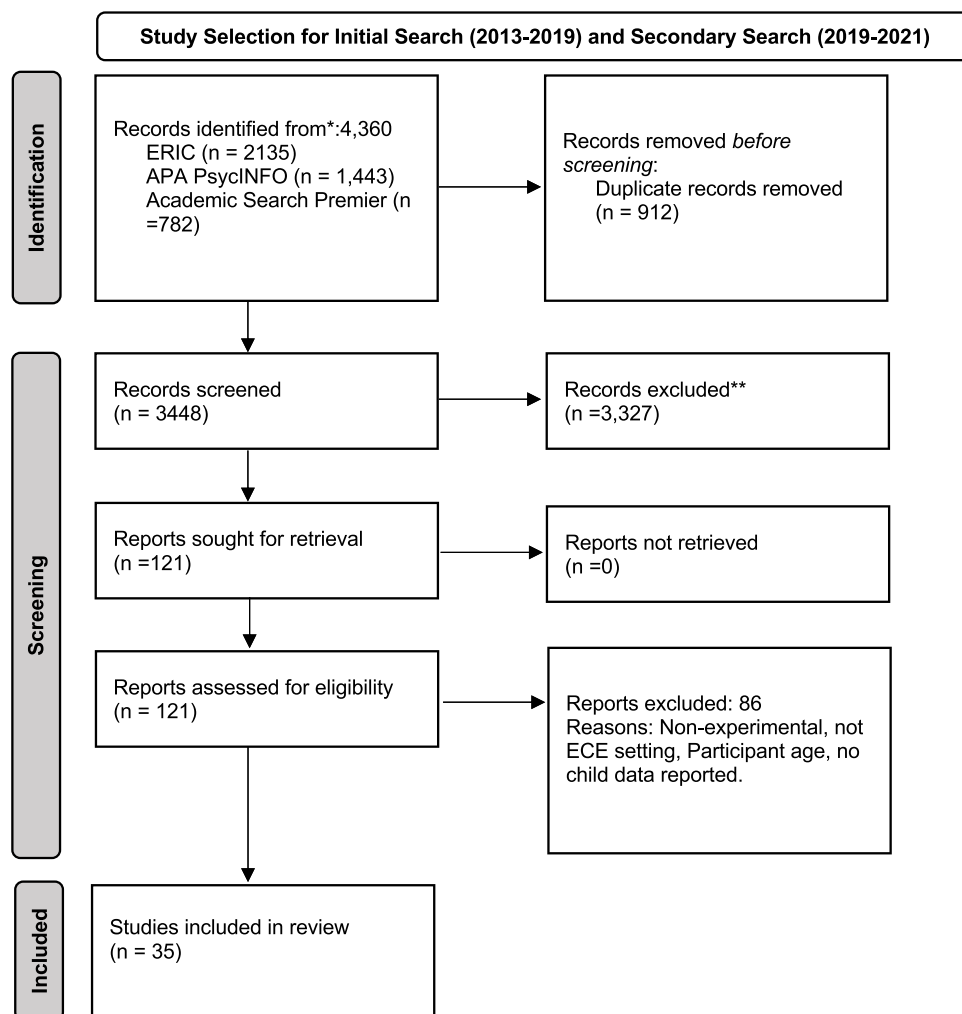 Study Selection for Initial Search (2013-2019) and Secondary Search (2019-2021)
Identification
Records identified from*:4,360
ERIC (n = 2135)
APA PsycINFO (n = 1,443)
Academic Search Premier (n
=782)
Records removed before
screening:
Duplicate records removed
(n = 912)
Screening
Records screened
(n = 3448)
Records excluded**
(n =3,327)
Reports sought for retrieval
(n =121)
Reports not retrieved
(n =0)
Reports assessed for eligibility
(n = 121)
Reports excluded: 86
Reasons: Non-experimental, not
ECE setting, Participant age, no
child data reported.
Included
Studies included in review
(n = 35)